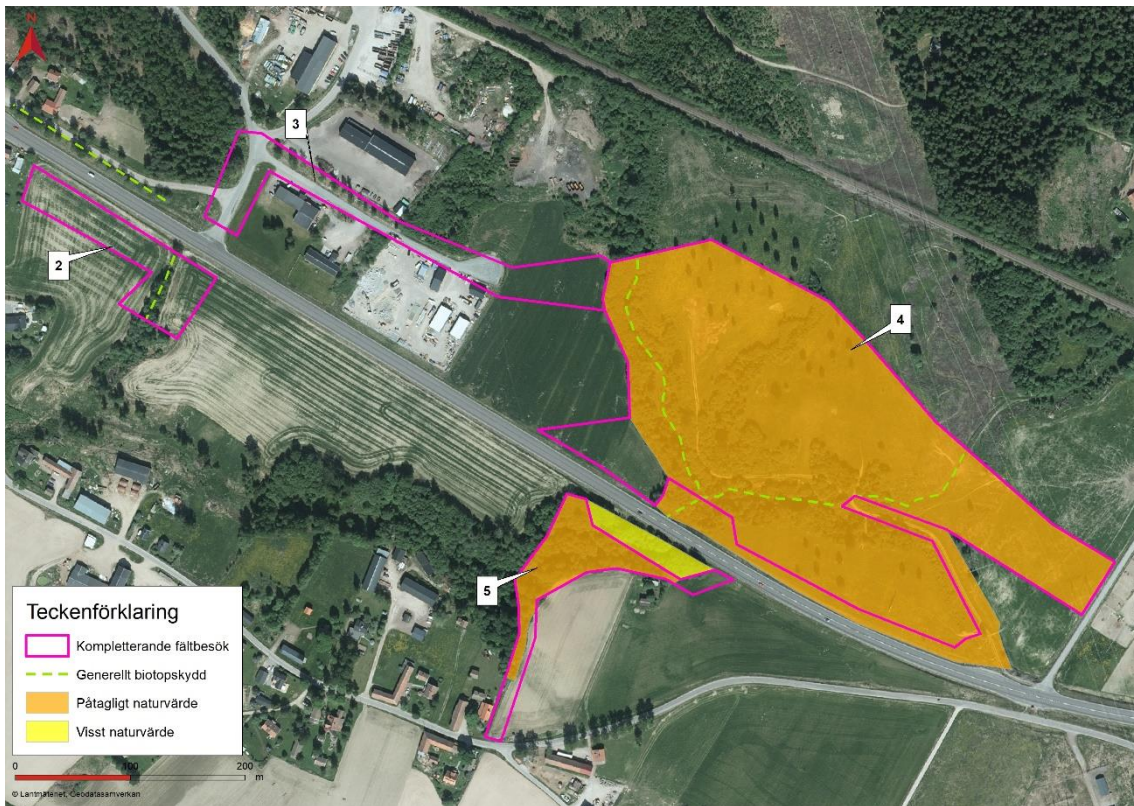 N
3
2
4
5
Teckenförklaring
Kompletterande fältbesök
Generellt biotopskydd
Påtagligt naturvärde
Visst naturvärde
0 100 200
m
© Lantmäteriet, Geodatasamverkan